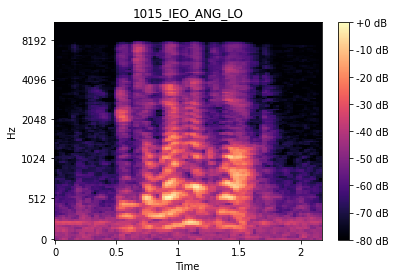 1015_IEO_ANG_LO
+0 dB
8192
-10 dB
4096
-20 dB
-30 dB
2048
Hz
-40 dB
1024
-50 dB
512
-60 dB
-70 dB
0
-80 dB
0
0.5
1
1.5
2
Time